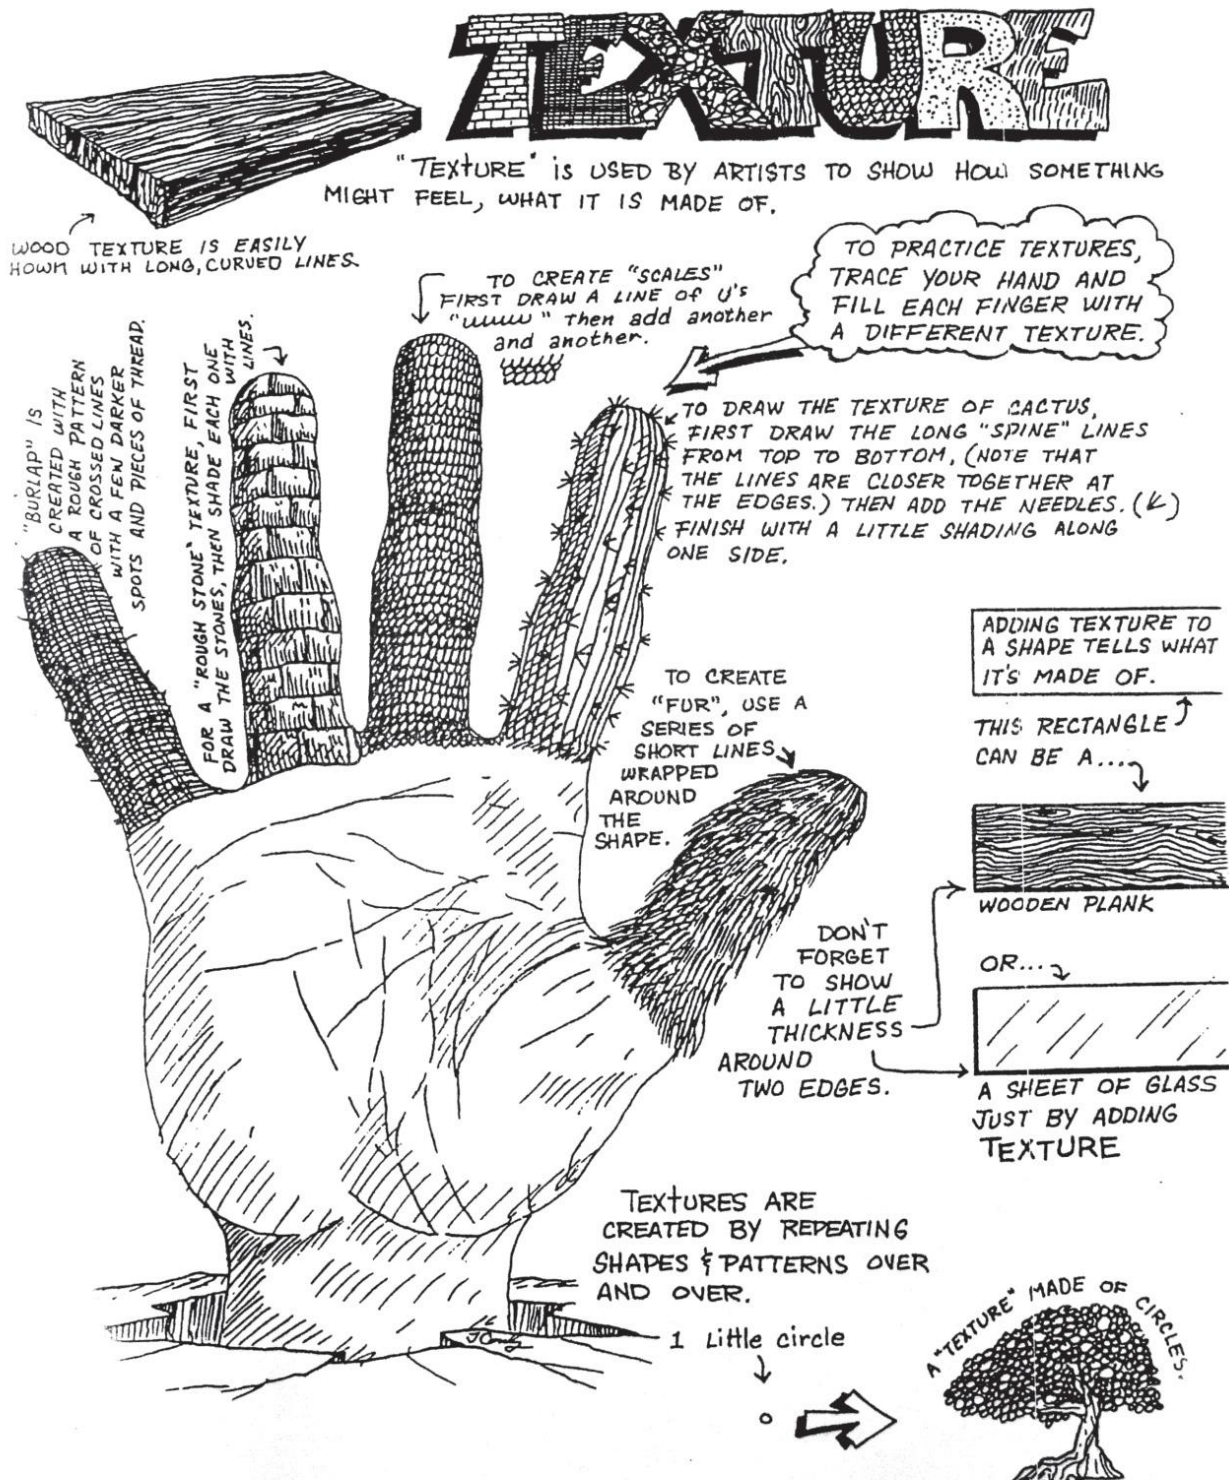 TEXTURE
"TEXTURE" IS USED BY ARTISTS TO SHOW HOW SOMETHING
MIGHT FEEL, WHAT IT IS MADE OF.
WOOD TEXTURE IS EASILY
HOWN WITH LONG, CURVED LINES.
TO PRACTICE TEXTURES,
TRACE YOUR HAND AND
FILL EACH FINGER WITH
A DIFFERENT TEXTURE.
TO CREATE "SCALES"
FIRST DRAW A LINE OF U's
"uuuuu" Then add another
and another.
"BURLAP" IS
CREATED WITH
A ROUGH PATTERN
OF CROSSED LINES
WITH A FEW DARKER
SPOTS AND PIECES OF THREAD.
FOR A "ROUGH STONE" TEXTURE, FIRST
DRAW THE STONES, THEN SHADE EACH ONE
WITH LINES.
TO DRAW THE TEXTURE OF CACTUS,
FIRST DRAW THE LONG "SPINE" LINES
FROM TOP TO BOTTOM, (NOTE THAT
THE LINES ARE CLOSER TOGETHER AT
THE EDGES.) THEN ADD THE NEEDLES. ( )
FINISH WITH A LITTLE SHADING ALONG
ONE SIDE.
TO CREATE
"FUR", USE A
SERIES OF
SHORT LINES
WRAPPED
AROUND
THE
SHAPE.
ADDING TEXTURE TO
A SHAPE TELLS WHAT
IT'S MADE OF.
THIS RECTANGLE
CAN BE A....
WOODEN PLANK
OR...
DON'T
FORGET
TO SHOW
A LITTLE
THICKNESS
AROUND
TWO EDGES.
A SHEET OF GLASS
JUST BY ADDING
TEXTURE
TEXTURES ARE
CREATED BY REPEATING
SHAPES & PATTERNS OVER
AND OVER.
1 Little circle
A "TEXTURE" MADE OF CIRCLES.